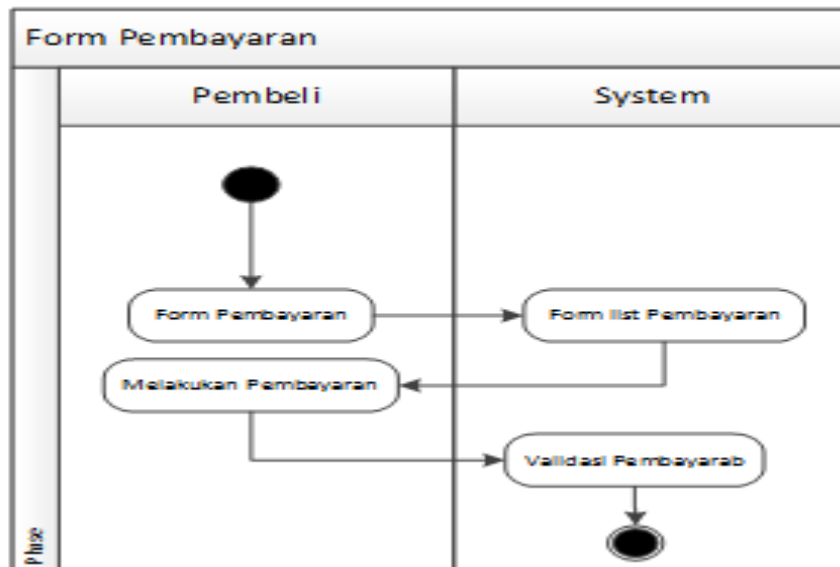 Form Pembayaran
Pembeli
System
Form Pembayaran
Form list Pembayaran
Melakukan Pembayaran
Validasi Pembayarab
Phase